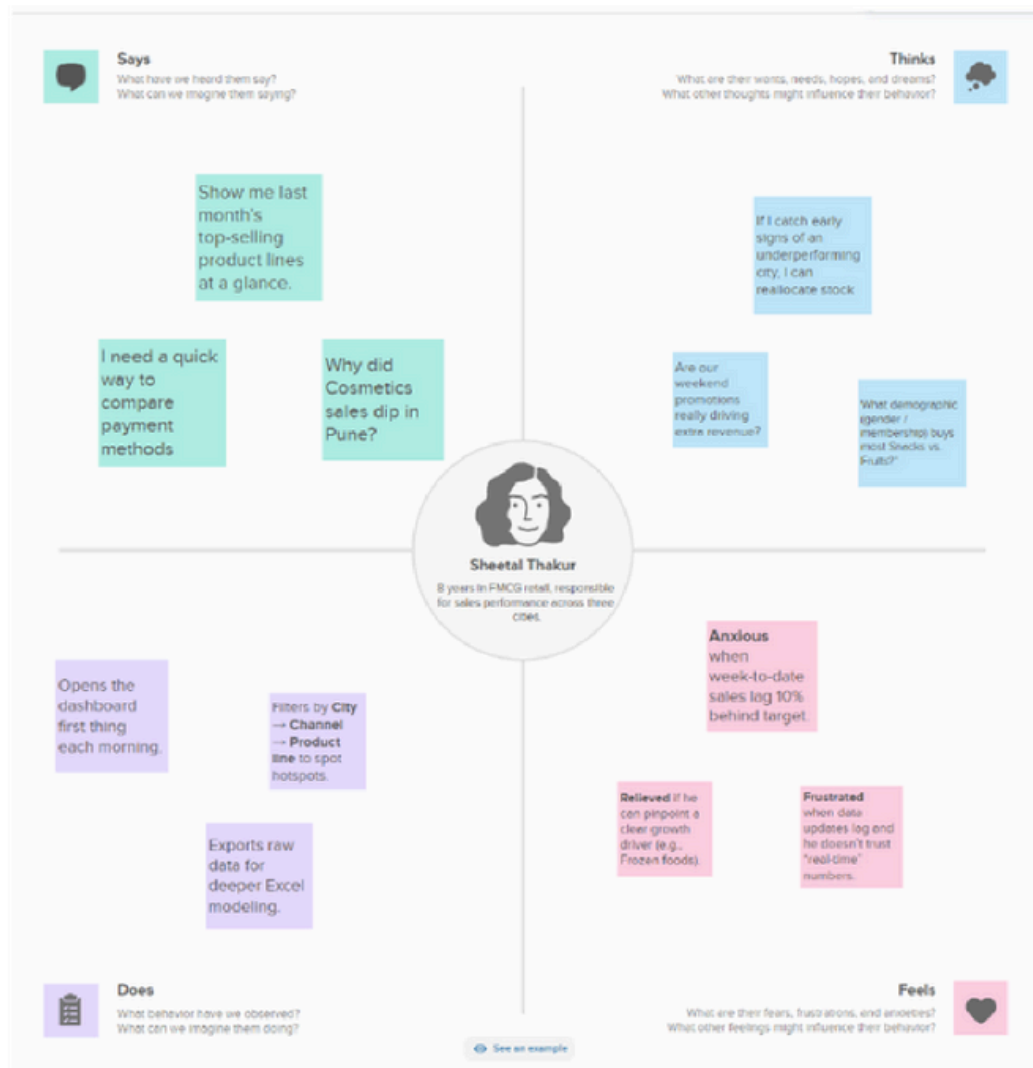 Says
What have we heard them say?
What can we imagine them saying?
Thinks
What are their wants, needs, hopes, and dreams?
What other thoughts might influence their behavior?
Show me last
month's
top-selling
product lines
at a glance.
I need a quick
way to
compare
payment
methods
Why did
Cosmetics
sales dip in
Pune?
If I catch early
signs of an
underperforming
city, I can
reallocate stock
Are our
weekend
promotions
really driving
extra revenue?
"What demographic
(gender /
membership) buys
most Snacks vs.
Fruits?"
Sheetal Thakur
8 years in FMCG retail, responsible
for sales performance across three
cities.
Opens the
dashboard
first thing
each morning.
Filters by City
→ Channel
→ Product
line to spot
hotspots.
Exports raw
data for
deeper Excel
modeling.
Anxious
when
week-to-date
sales lag 10%
behind target.
Relieved if he
can pinpoint a
clear growth
driver (e.g.,
Frozen foods).
Frustrated
when data
updates lag and
he doesn't trust
"real-time"
numbers.
Does
What behavior have we observed?
What can we imagine them doing?
Feels
What are their fears, frustrations, and anxieties?
What other feelings might influence their behavior?
See an example